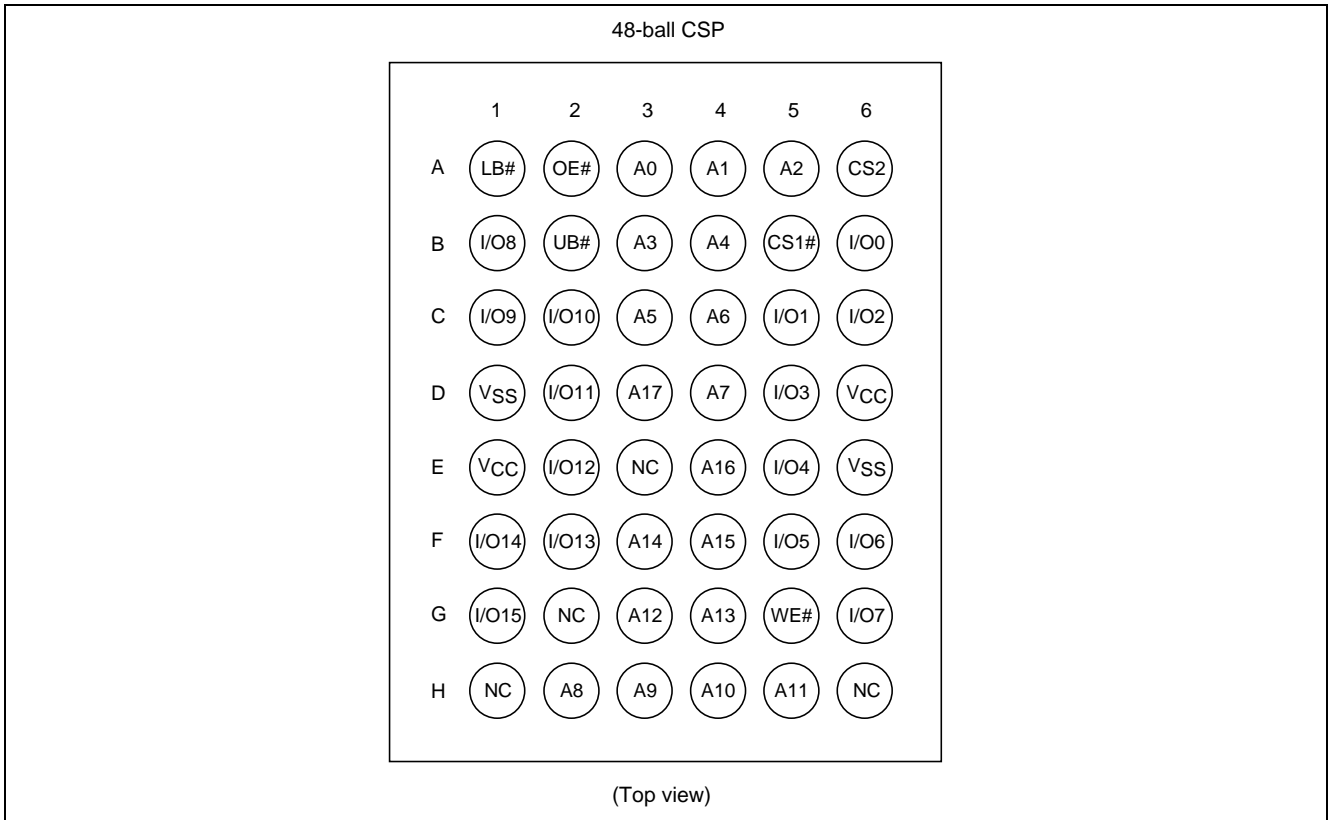 48-ball CSP
1 2 3 4 5 6
A LB# OE# A0 A1 A2 CS2
B I/O8 UB# A3 A4 CS1# I/O0
C I/O9 I/O10 A5 A6 I/O1 I/O2
D VSS I/O11 A17 A7 I/O3 VCC
E VCC I/O12 NC A16 I/O4 VSS
F I/O14 I/O13 A14 A15 I/O5 I/O6
G I/O15 NC A12 A13 WE# I/O7
H NC A8 A9 A10 A11 NC
(Top view)